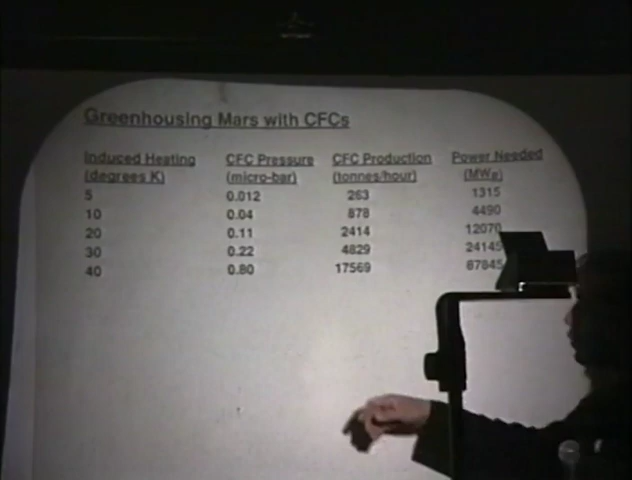 Greenhousing Mars with CFCs
Induced Heating CFC Pressure CFC Production Power Needed
(degrees K) (micro-bar) (tonnes/hour) (MWe)
5 0.012 263 1315
10 0.04 878 4490
20 0.11 2414 12070
30 0.22 4829 24145
40 0.80 17569 87845